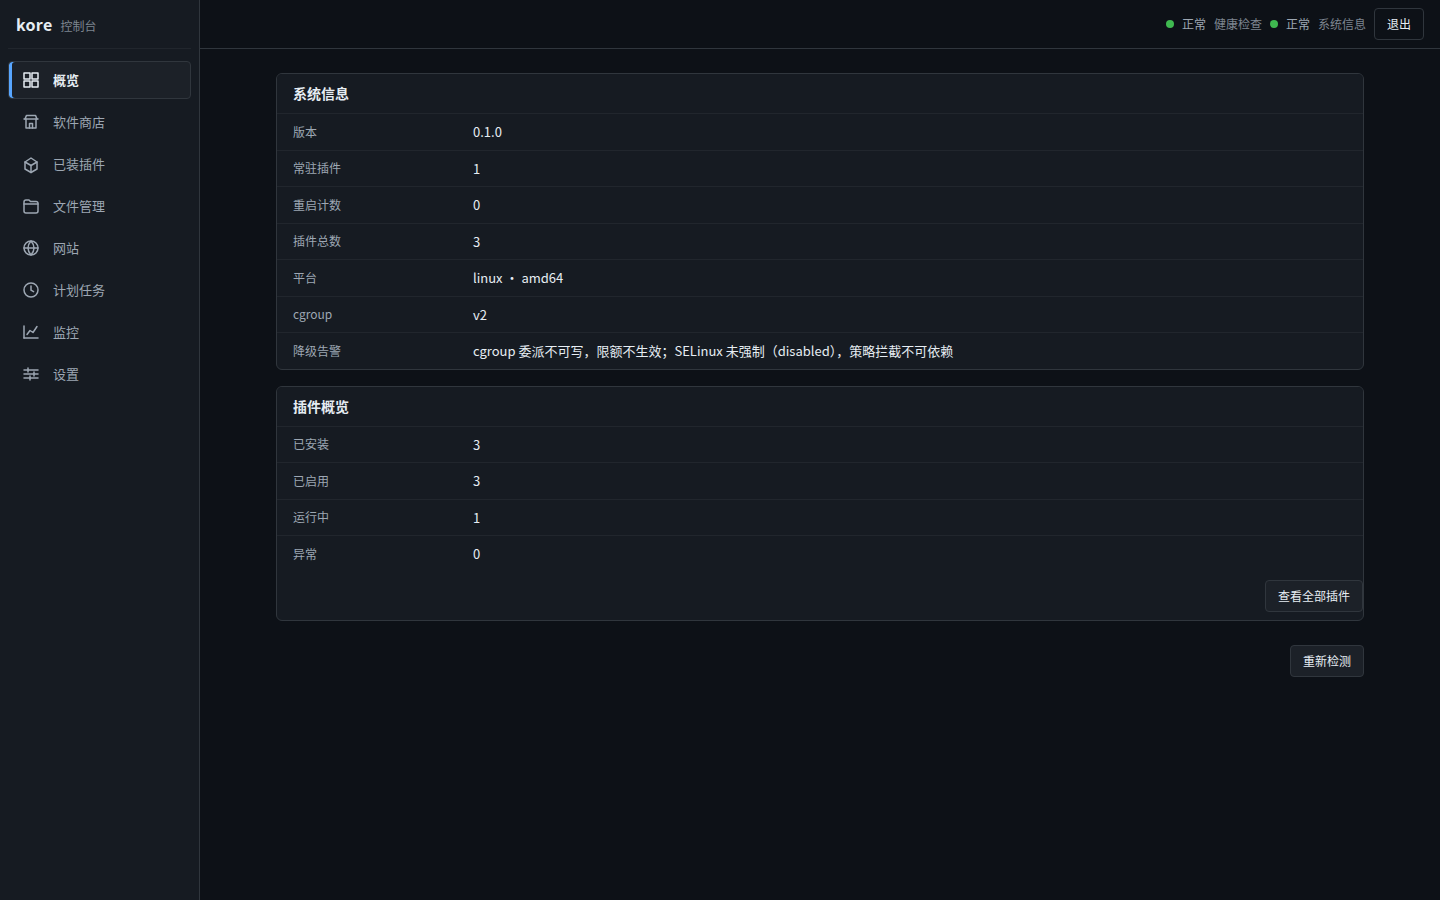 kore 控制台
概览
软件商店
已装插件
文件管理
网站
计划任务
监控
设置
正常 健康检查 正常 系统信息 退出
系统信息
版本 0.1.0
常驻插件 1
重启计数 0
插件总数 3
平台 linux · amd64
cgroup v2
降级告警 cgroup 委派不可写，限额不生效；SELinux 未强制（disabled），策略拦截不可依赖
插件概览
已安装 3
已启用 3
运行中 1
异常 0
查看全部插件
重新检测